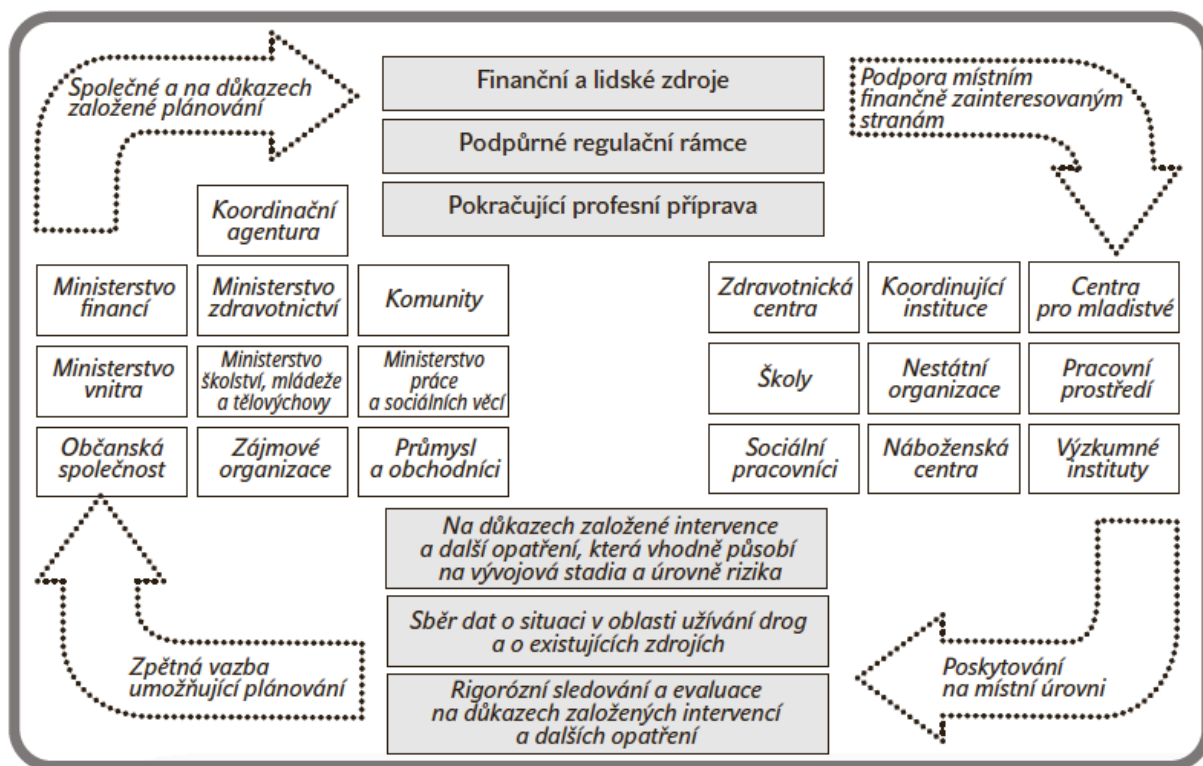 Společné a na důkazech
založené plánování
Finanční a lidské zdroje
Podpůrné regulační rámce
Pokračující profesní příprava
Podpora místním
finančně zainteresovaným
stranám
Koordinační
agentura
Ministerstvo
financí
Ministerstvo
zdravotnictví
Komunity
Ministerstvo
vnitra
Ministerstvo
školství, mládeže
a tělovýchovy
Ministerstvo
práce
a sociálních věcí
Občanská
společnost
Zájmové
organizace
Průmysl
a obchodníci
Zdravotnická
centra
Koordinující
instituce
Centra
pro mladistvé
Školy
Nestátní
organizace
Pracovní
prostředí
Sociální
pracovníci
Náboženská
centra
Výzkumné
instituty
Na důkazech založené intervence
a další opatření, která vhodně působí
na vývojová stadia a úrovně rizika
Sběr dat o situaci v oblasti užívání drog
a o existujících zdrojích
Rigorózní sledování a evaluace
na důkazech založených intervencí
a dalších opatření
Zpětná vazba
umožňující plánování
Poskytování
na místní úrovni